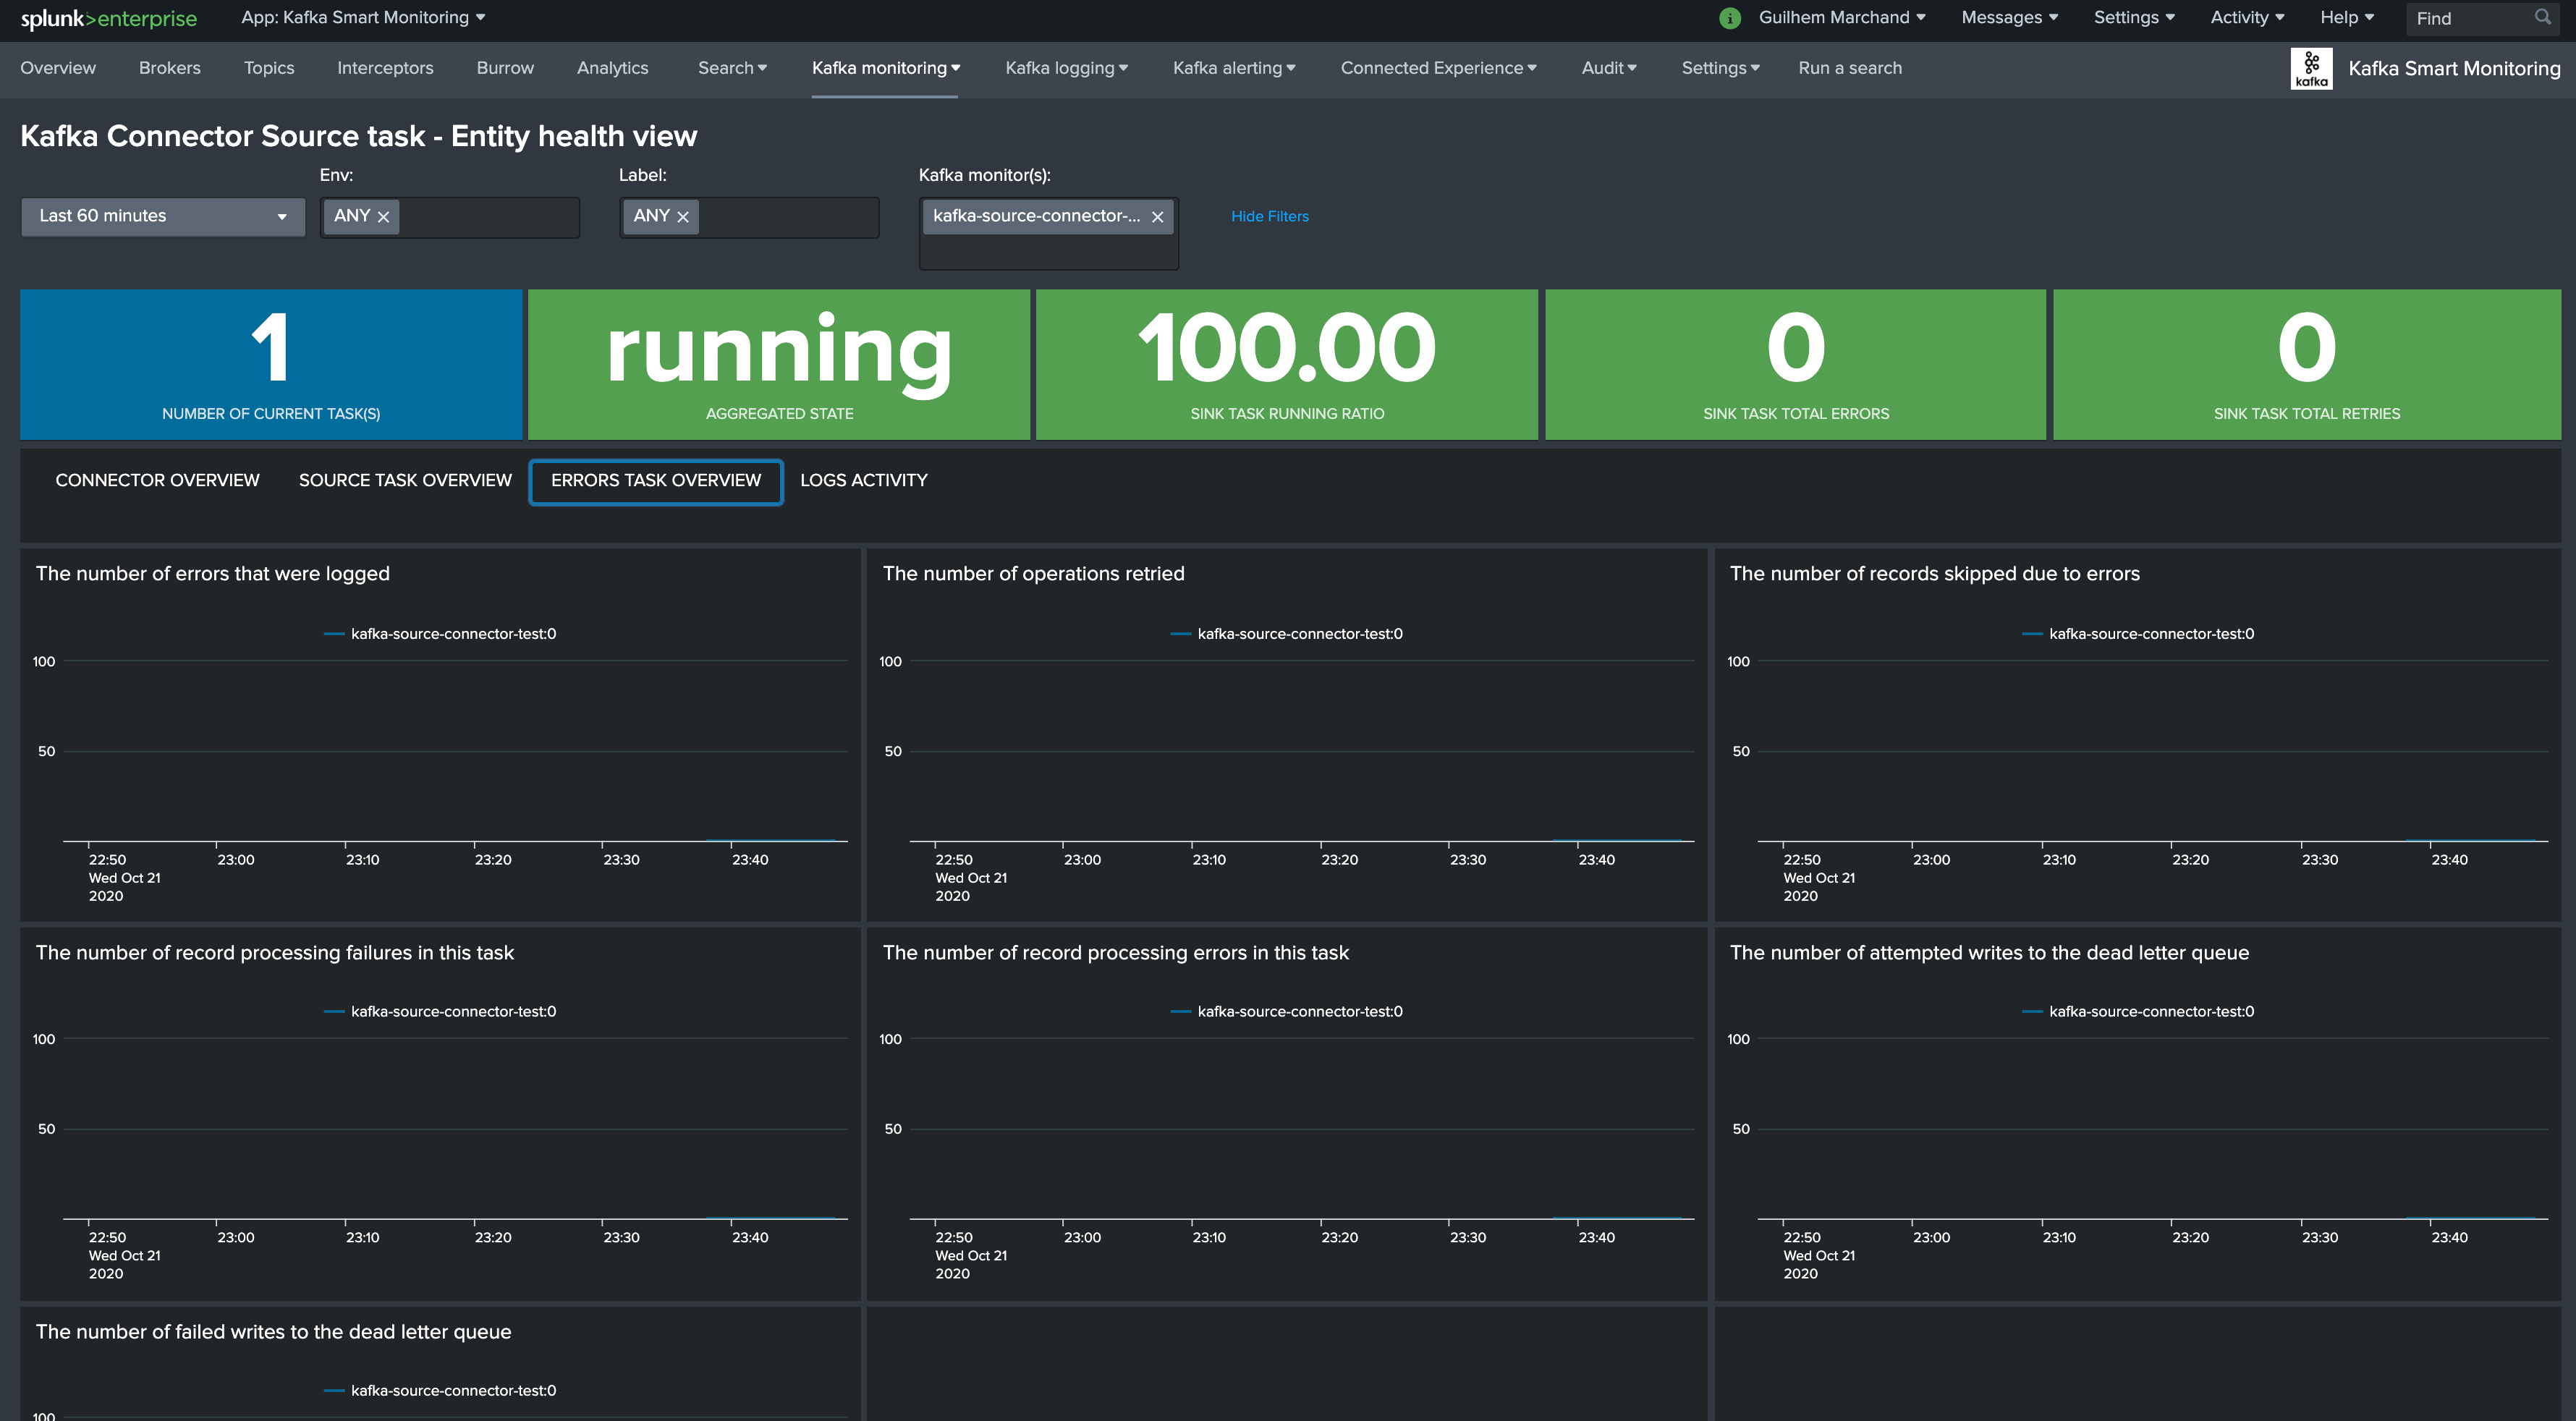 splunk>enterprise App: Kafka Smart Monitoring i Guilhem Marchand Messages Settings Activity Help Find
Overview Brokers Topics Interceptors Burrow Analytics Search Kafka monitoring Kafka logging Kafka alerting Connected Experience Audit Settings Run a search kafka Kafka Smart Monitoring
Kafka Connector Source task - Entity health view
Env: Label: Kafka monitor(s):
Last 60 minutes ANY ANY kafka-source-connector-... Hide Filters
1 running 100.00 0 0
NUMBER OF CURRENT TASK(S) AGGREGATED STATE SINK TASK RUNNING RATIO SINK TASK TOTAL ERRORS SINK TASK TOTAL RETRIES
CONNECTOR OVERVIEW SOURCE TASK OVERVIEW ERRORS TASK OVERVIEW LOGS ACTIVITY
The number of errors that were logged
kafka-source-connector-test:0
100
50
22:50 23:00 23:10 23:20 23:30 23:40
Wed Oct 21
2020
The number of operations retried
kafka-source-connector-test:0
100
50
22:50 23:00 23:10 23:20 23:30 23:40
Wed Oct 21
2020
The number of records skipped due to errors
kafka-source-connector-test:0
100
50
22:50 23:00 23:10 23:20 23:30 23:40
Wed Oct 21
2020
The number of record processing failures in this task
kafka-source-connector-test:0
100
50
22:50 23:00 23:10 23:20 23:30 23:40
Wed Oct 21
2020
The number of record processing errors in this task
kafka-source-connector-test:0
100
50
22:50 23:00 23:10 23:20 23:30 23:40
Wed Oct 21
2020
The number of attempted writes to the dead letter queue
kafka-source-connector-test:0
100
50
22:50 23:00 23:10 23:20 23:30 23:40
Wed Oct 21
2020
The number of failed writes to the dead letter queue
kafka-source-connector-test:0
100